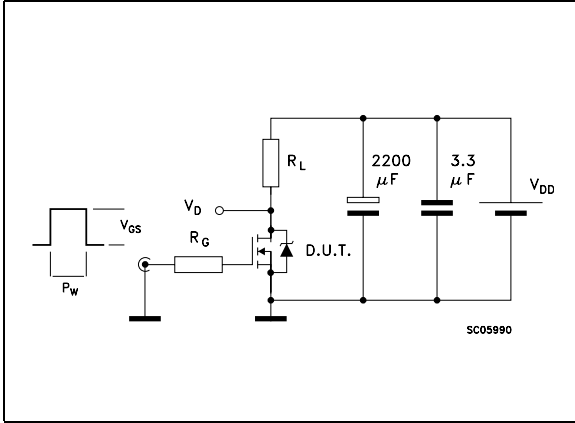 R_L
2200
µF
3.3
µF
V_DD
V_D
V_GS
R_G
D.U.T.
P_W
SC05990